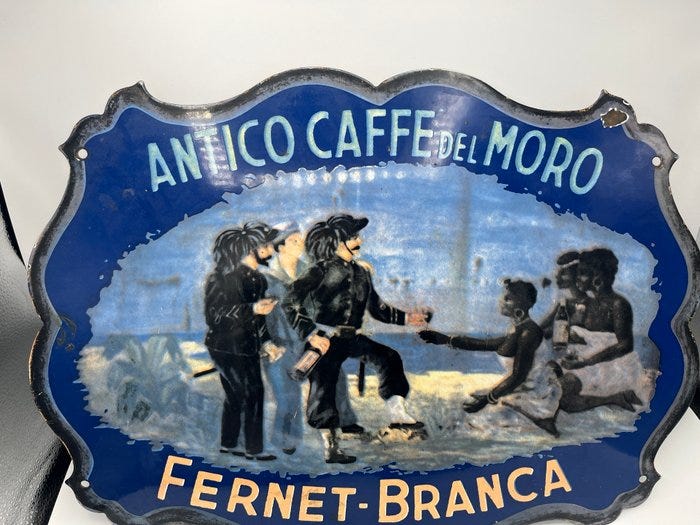 ANTICO CAFFE DEL MORO
FERNET-BRANCA